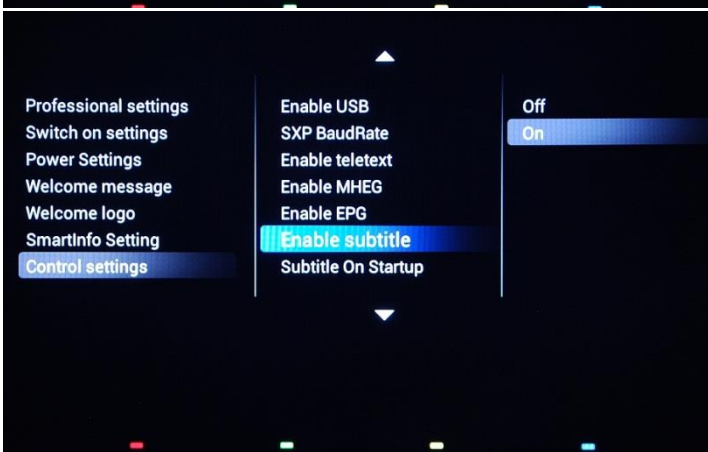 Professional settings
Switch on settings
Power Settings
Welcome message
Welcome logo
SmartInfo Setting
Control settings
Enable USB
SXP BaudRate
Enable teletext
Enable MHEG
Enable EPG
Enable subtitle
Subtitle On Startup
Off
On